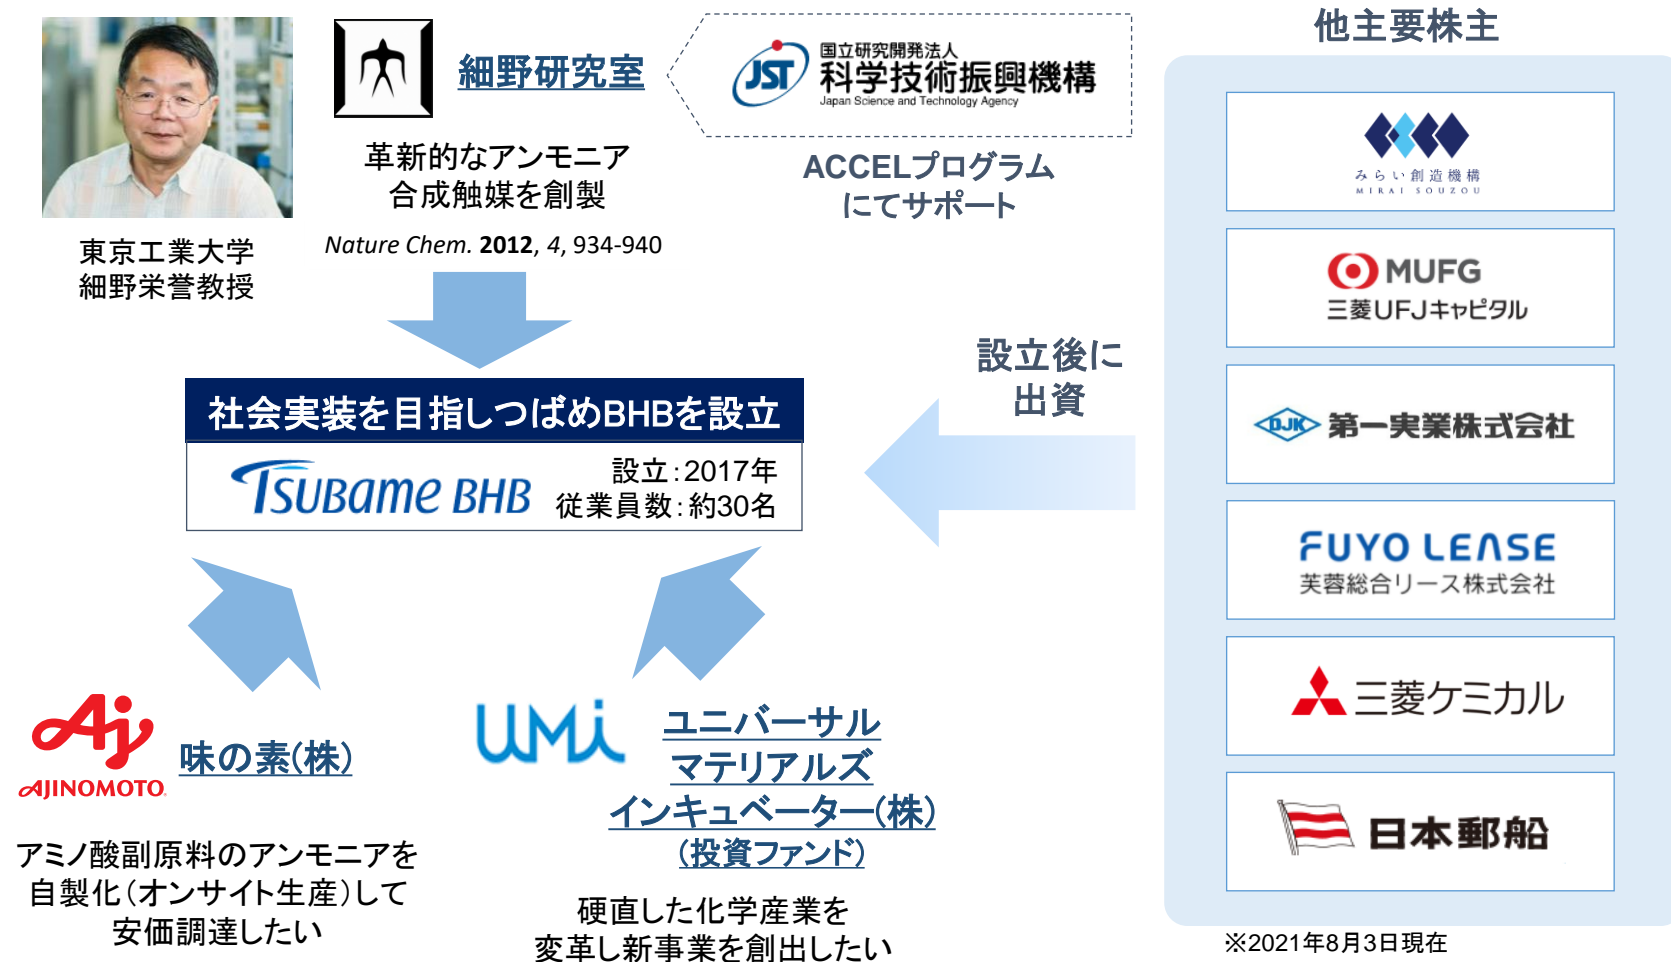 細野研究室
革新的なアンモニア
合成触媒を創製
Nature Chem. 2012, 4, 934-940
東京工業大学
細野栄誉教授
JST
国立研究開発法人
科学技術振興機構
Japan Science and Technology Agency
ACCELプログラム
にてサポート
社会実装を目指しつばめBHBを設立
TSUBAME BHB
設立：2017年
従業員数：約30名
設立後に
出資
Aj
AJINOMOTO
味の素(株)
アミノ酸副原料のアンモニアを
自製化（オンサイト生産）して
安価調達したい
UMi
ユニバーサル
マテリアルズ
インキュベーター(株)
(投資ファンド)
硬直した化学産業を
変革し新事業を創出したい
他主要株主
みらい創造機構
MIRAI SOUZOU
MUFG
三菱UFJキャピタル
DJK 第一実業株式会社
FUYO LEASE
芙蓉総合リース株式会社
三菱ケミカル
日本郵船
※2021年8月3日現在